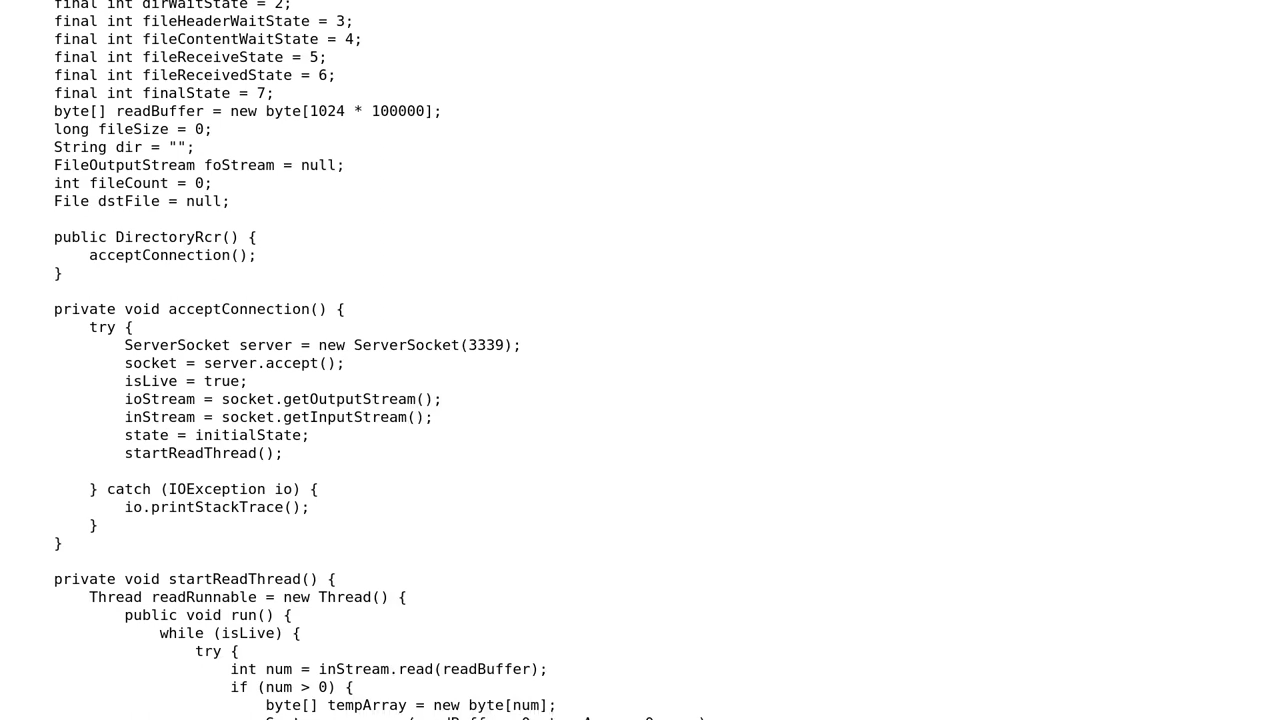 final int dirWaitState = 2;
final int fileHeaderWaitState = 3;
final int fileContentWaitState = 4;
final int fileReceiveState = 5;
final int fileReceivedState = 6;
final int finalState = 7;
byte[] readBuffer = new byte[1024 * 100000];
long fileSize = 0;
String dir = "";
FileOutputStream foStream = null;
int fileCount = 0;
File dstFile = null;
public DirectoryRcr() {
acceptConnection();
}
private void acceptConnection() {
try {
ServerSocket server = new ServerSocket(3339);
socket = server.accept();
isLive = true;
ioStream = socket.getOutputStream();
inStream = socket.getInputStream();
state = initialState;
startReadThread();
} catch (IOException io) {
io.printStackTrace();
}
}
private void startReadThread() {
Thread readRunnable = new Thread() {
public void run() {
while (isLive) {
try {
int num = inStream.read(readBuffer);
if (num > 0) {
byte[] tempArray = new byte[num];